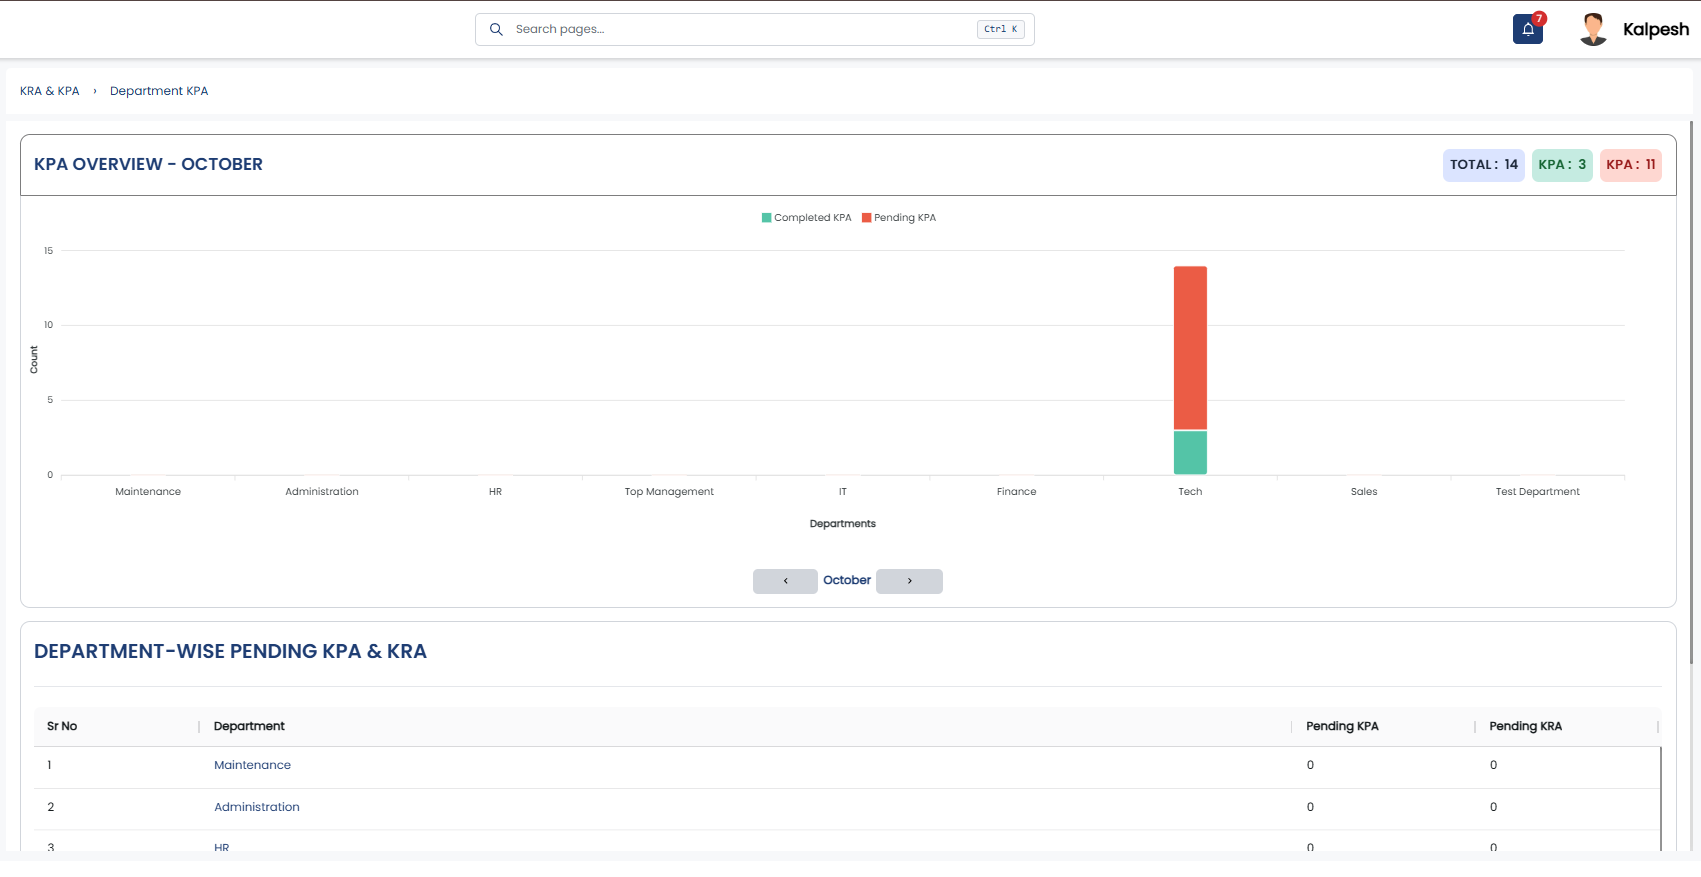 Search pages...
Ctrl K
7
Kalpesh
KRA & KPA › Department KPA
KPA OVERVIEW - OCTOBER
TOTAL : 14
KPA : 3
KPA : 11
Completed KPA
Pending KPA
15
10
5
0
Count
Maintenance
Administration
HR
Top Management
IT
Finance
Tech
Sales
Test Department
Departments
‹ October ›
DEPARTMENT-WISE PENDING KPA & KRA
Sr No Department Pending KPA Pending KRA
1 Maintenance 0 0
2 Administration 0 0
3 HR 0 0